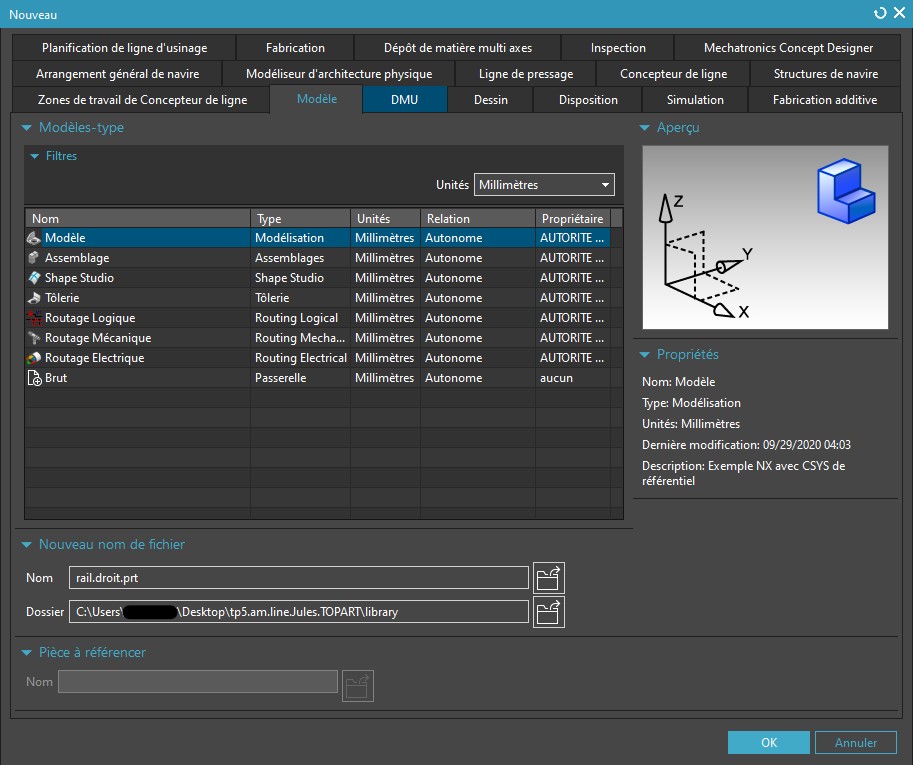 Nouveau
Planification de ligne d'usinage Fabrication Dépôt de matière multi axes Inspection Mechatronics Concept Designer
Arrangement général de navire Modéliseur d'architecture physique Ligne de pressage Concepteur de ligne Structures de navire
Zones de travail de Concepteur de ligne Modèle DMU Dessin Disposition Simulation Fabrication additive
Modèles-type
Filtres
Unités Millimètres
Nom Type Unités Relation Propriétaire
Modèle Modélisation Millimètres Autonome AUTORITE ...
Assemblage Assemblages Millimètres Autonome AUTORITE ...
Shape Studio Shape Studio Millimètres Autonome AUTORITE ...
Tôlerie Tôlerie Millimètres Autonome AUTORITE ...
Routage Logique Routing Logical Millimètres Autonome AUTORITE ...
Routage Mécanique Routing Mecha... Millimètres Autonome AUTORITE ...
Routage Electrique Routing Electrical Millimètres Autonome AUTORITE ...
Brut Passerelle Millimètres Autonome aucun
Aperçu
Z
Y
X
Propriétés
Nom: Modèle
Type: Modélisation
Unités: Millimètres
Dernière modification: 09/29/2020 04:03
Description: Exemple NX avec CSYS de
référentiel
Nouveau nom de fichier
Nom rail.droit.prt
Dossier C:\Users\ \Desktop\tp5.am.line.Jules.TOPART\library
Pièce à référencer
Nom
OK Annuler